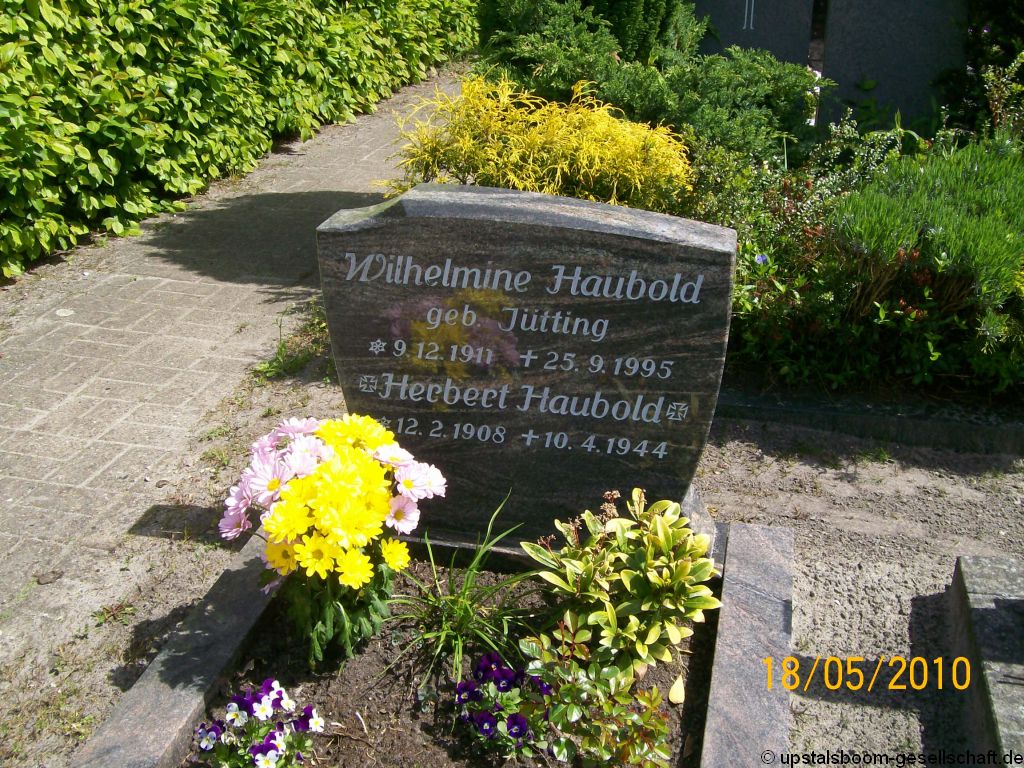 Wilhelmine Haubold
geb. Jütting
9.12.1911 + 25.9.1995
Herbert Haubold
12.2.1908 + 10.4.1944
18/05/2010
© upstalsboom-gesellschaft.de